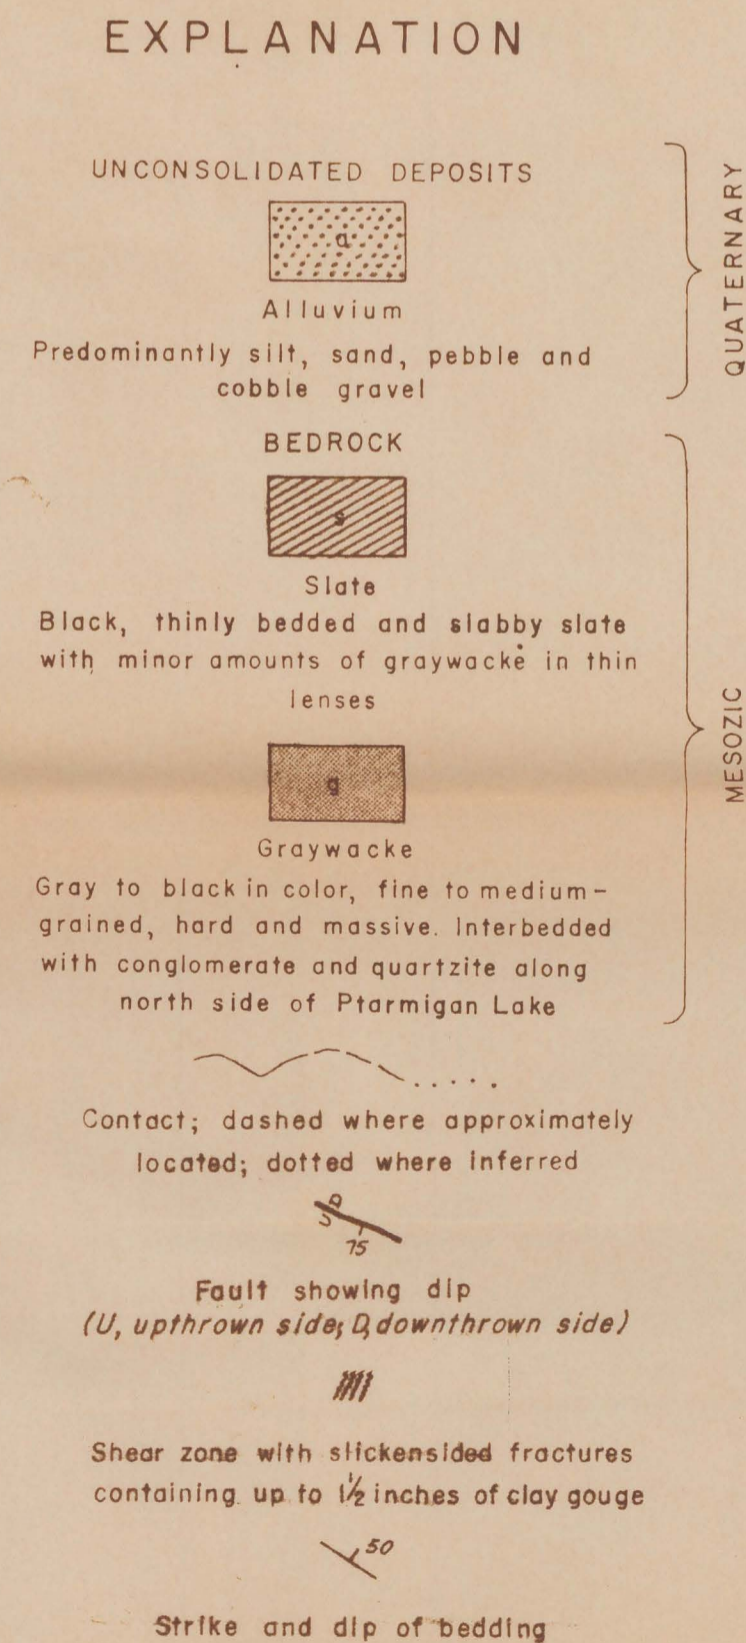 EXPLANATION
UNCONSOLIDATED DEPOSITS
a
Alluvium
Predominantly silt, sand, pebble and
cobble gravel
QUATERNARY
BEDROCK
s
Slate
Black, thinly bedded and slabby slate
with minor amounts of graywacke in thin
lenses
g
Graywacke
Gray to black in color, fine to medium-
grained, hard and massive. Interbedded
with conglomerate and quartzite along
north side of Ptarmigan Lake
MESOZIC
Contact; dashed where approximately
located; dotted where inferred
D
U
75
Fault showing dip
(U, upthrown side; D, downthrown side)
Shear zone with slickensided fractures
containing up to 1 1/2 inches of clay gouge
50
Strike and dip of bedding